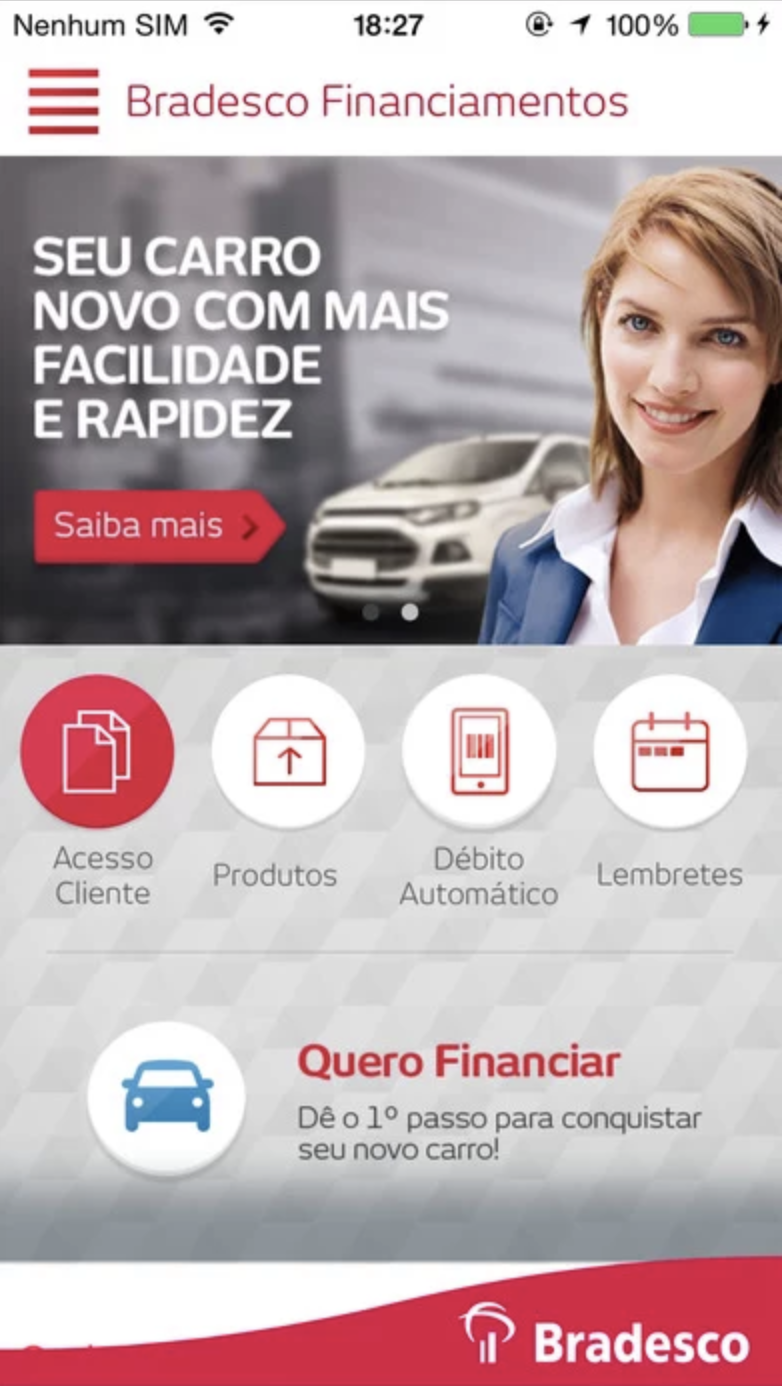 Nenhum SIM 18:27 100%
Bradesco Financiamentos
SEU CARRO
NOVO COM MAIS
FACILIDADE
E RAPIDEZ
Saiba mais
Acesso
Cliente
Produtos
Débito
Automático
Lembretes
Quero Financiar
Dê o 1º passo para conquistar
seu novo carro!
Bradesco